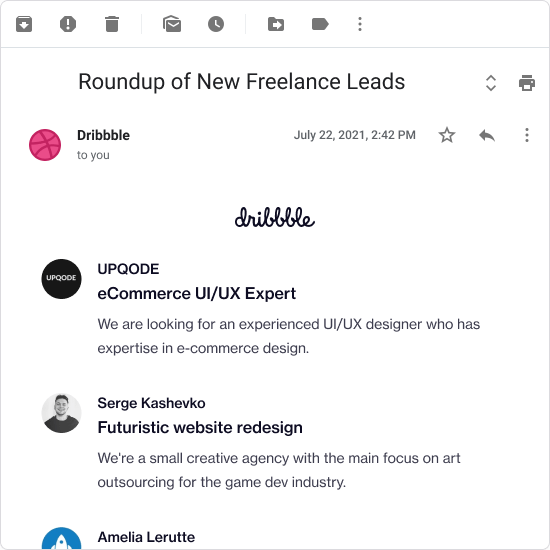 Roundup of New Freelance Leads
Dribbble
July 22, 2021, 2:42 PM
to you
dribbble
UPQODE
UPQODE
eCommerce UI/UX Expert
We are looking for an experienced UI/UX designer who has
expertise in e-commerce design.
Serge Kashevko
Futuristic website redesign
We're a small creative agency with the main focus on art
outsourcing for the game dev industry.
Amelia Lerutte